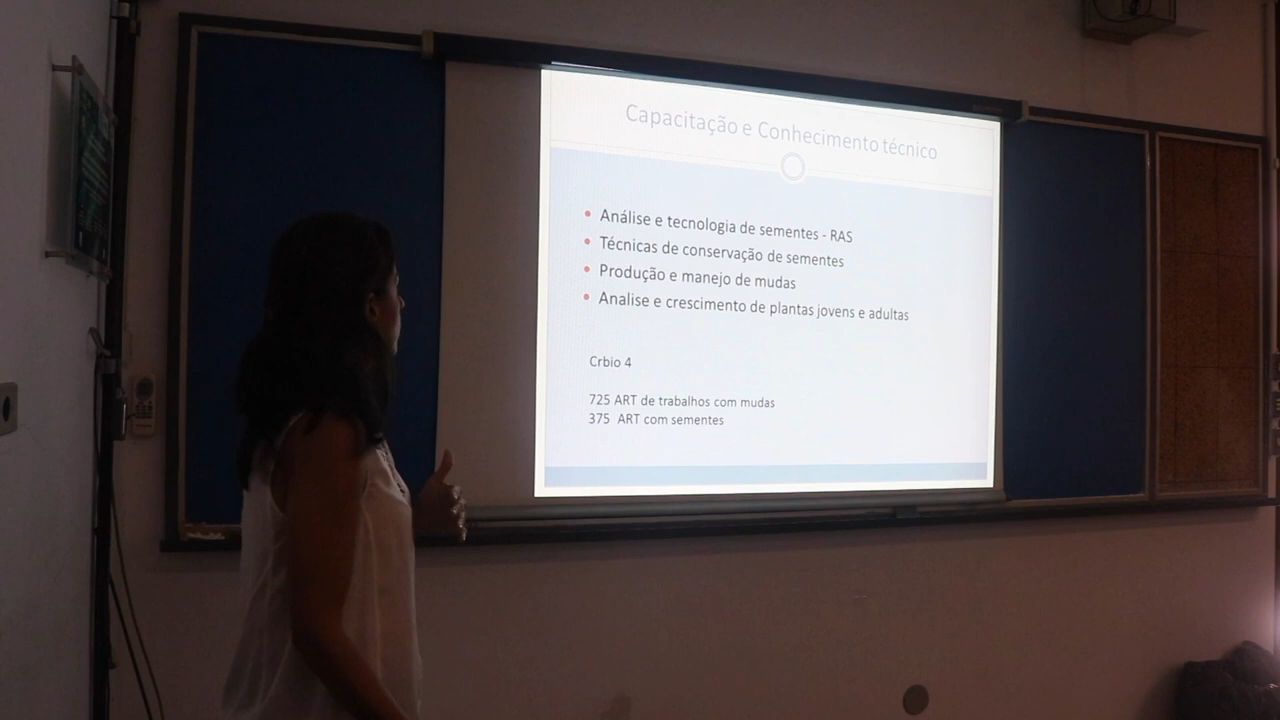 Capacitação e Conhecimento técnico
• Análise e tecnologia de sementes - RAS
• Técnicas de conservação de sementes
• Produção e manejo de mudas
• Analise e crescimento de plantas jovens e adultas
Crbio 4
725 ART de trabalhos com mudas
375 ART com sementes